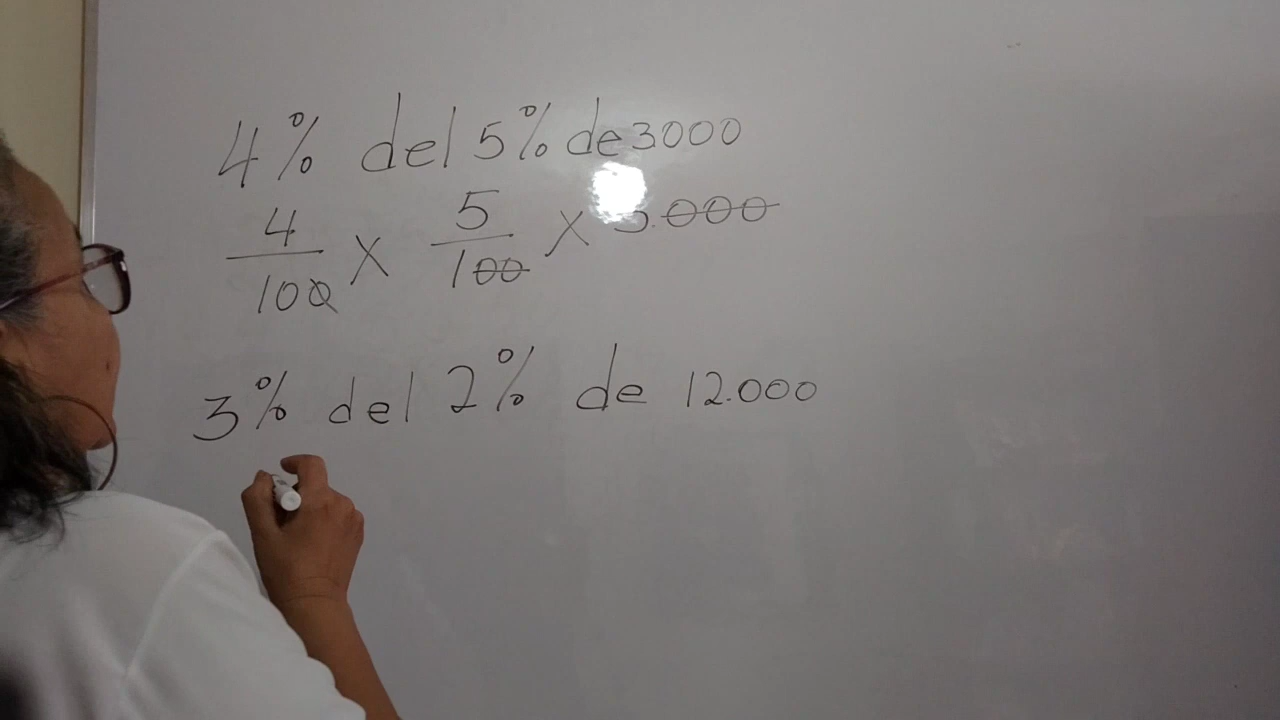 4% del 5% de 3000
4/100 X 5/100 X 3.000
3% del 2% de 12.000